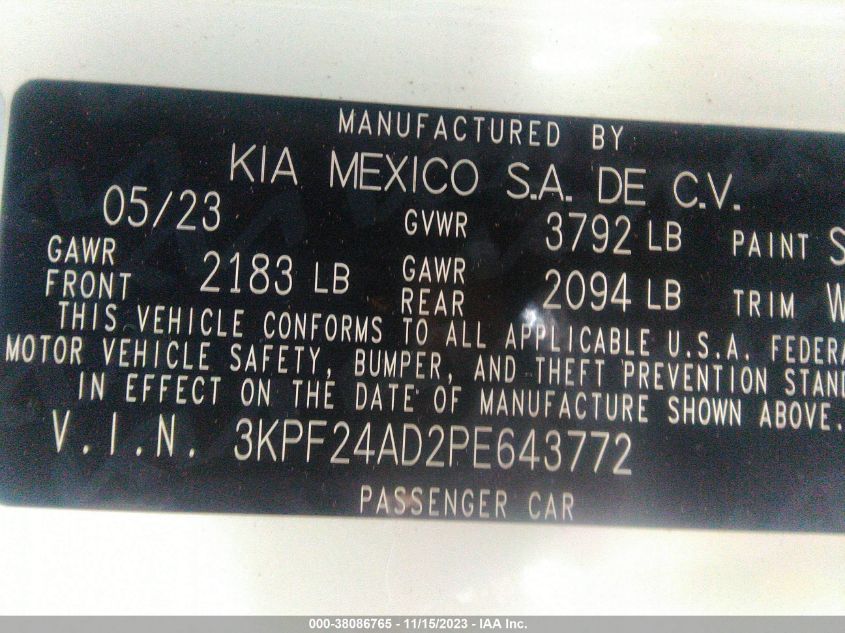 MANUFACTURED BY
KIA MEXICO S.A. DE C.V.
05/23 GVWR 3792 LB PAINT S
GAWR FRONT 2183 LB GAWR REAR 2094 LB TRIM W
THIS VEHICLE CONFORMS TO ALL APPLICABLE U.S.A. FEDERA
MOTOR VEHICLE SAFETY, BUMPER, AND THEFT PREVENTION STAN
IN EFFECT ON THE DATE OF MANUFACTURE SHOWN ABOVE.
V.I.N. 3KPF24AD2PE643772
PASSENGER CAR
000-38086765 - 11/15/2023 - IAA Inc.